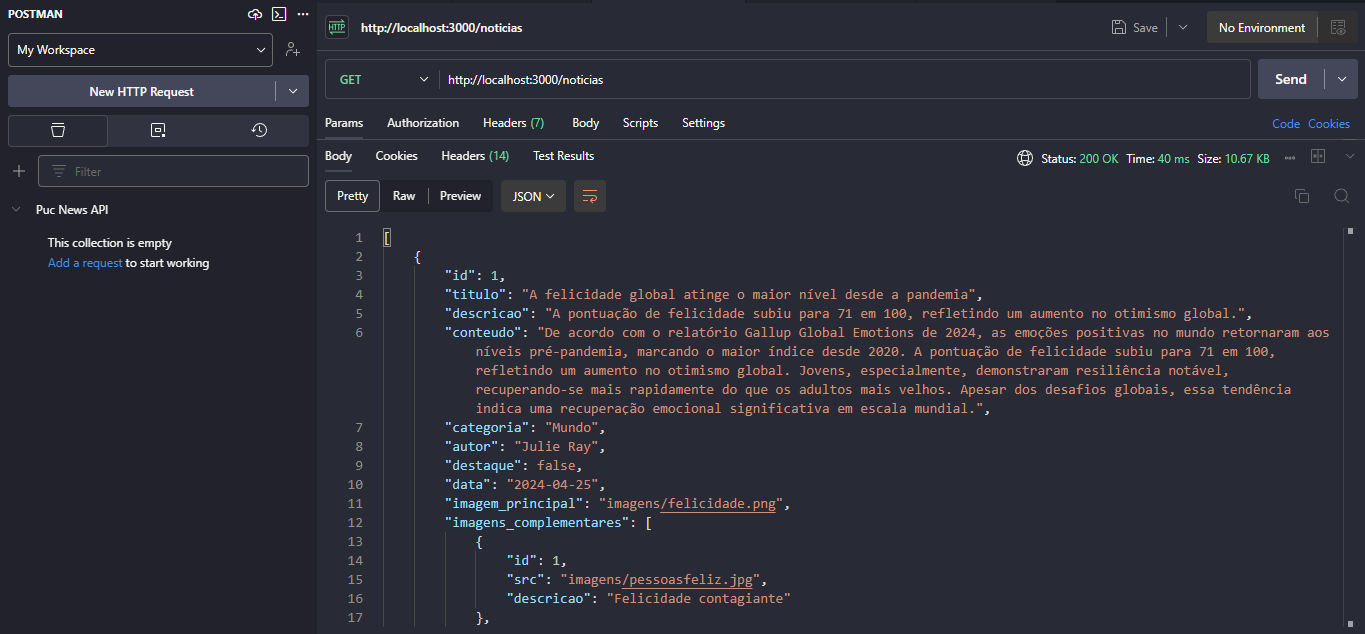 POSTMAN
My Workspace
New HTTP Request
Filter
Puc News API
This collection is empty
Add a request to start working
HTTP http://localhost:3000/noticias
Save
No Environment
GET http://localhost:3000/noticias
Send
Params Authorization Headers (7) Body Scripts Settings
Code Cookies
Body Cookies Headers (14) Test Results
Status: 200 OK Time: 40 ms Size: 10.67 KB
Pretty Raw Preview JSON
1 [
2 {
3 "id": 1,
4 "titulo": "A felicidade global atinge o maior nível desde a pandemia",
5 "descricao": "A pontuação de felicidade subiu para 71 em 100, refletindo um aumento no otimismo global.",
6 "conteudo": "De acordo com o relatório Gallup Global Emotions de 2024, as emoções positivas no mundo retornaram aos
níveis pré-pandemia, marcando o maior índice desde 2020. A pontuação de felicidade subiu para 71 em 100,
refletindo um aumento no otimismo global. Jovens, especialmente, demonstraram resiliência notável,
recuperando-se mais rapidamente do que os adultos mais velhos. Apesar dos desafios globais, essa tendência
indica uma recuperação emocional significativa em escala mundial.",
7 "categoria": "Mundo",
8 "autor": "Julie Ray",
9 "destaque": false,
10 "data": "2024-04-25",
11 "imagem_principal": "imagens/felicidade.png",
12 "imagens_complementares": [
13 {
14 "id": 1,
15 "src": "imagens/pessoasfeliz.jpg",
16 "descricao": "Felicidade contagiante"
17 },